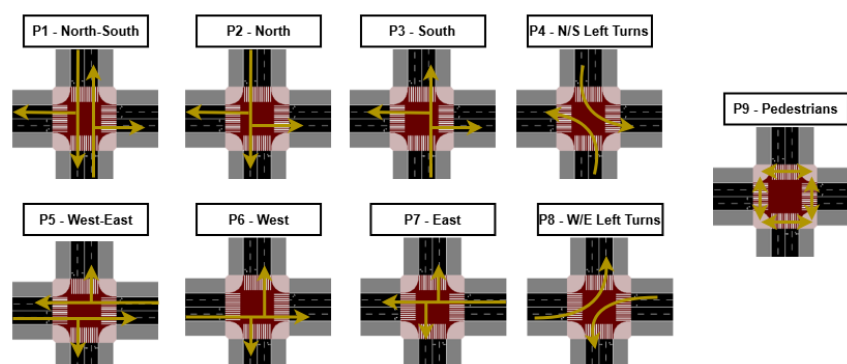 P1 - North-South
P2 - North
P3 - South
P4 - N/S Left Turns
P9 - Pedestrians
P5 - West-East
P6 - West
P7 - East
P8 - W/E Left Turns